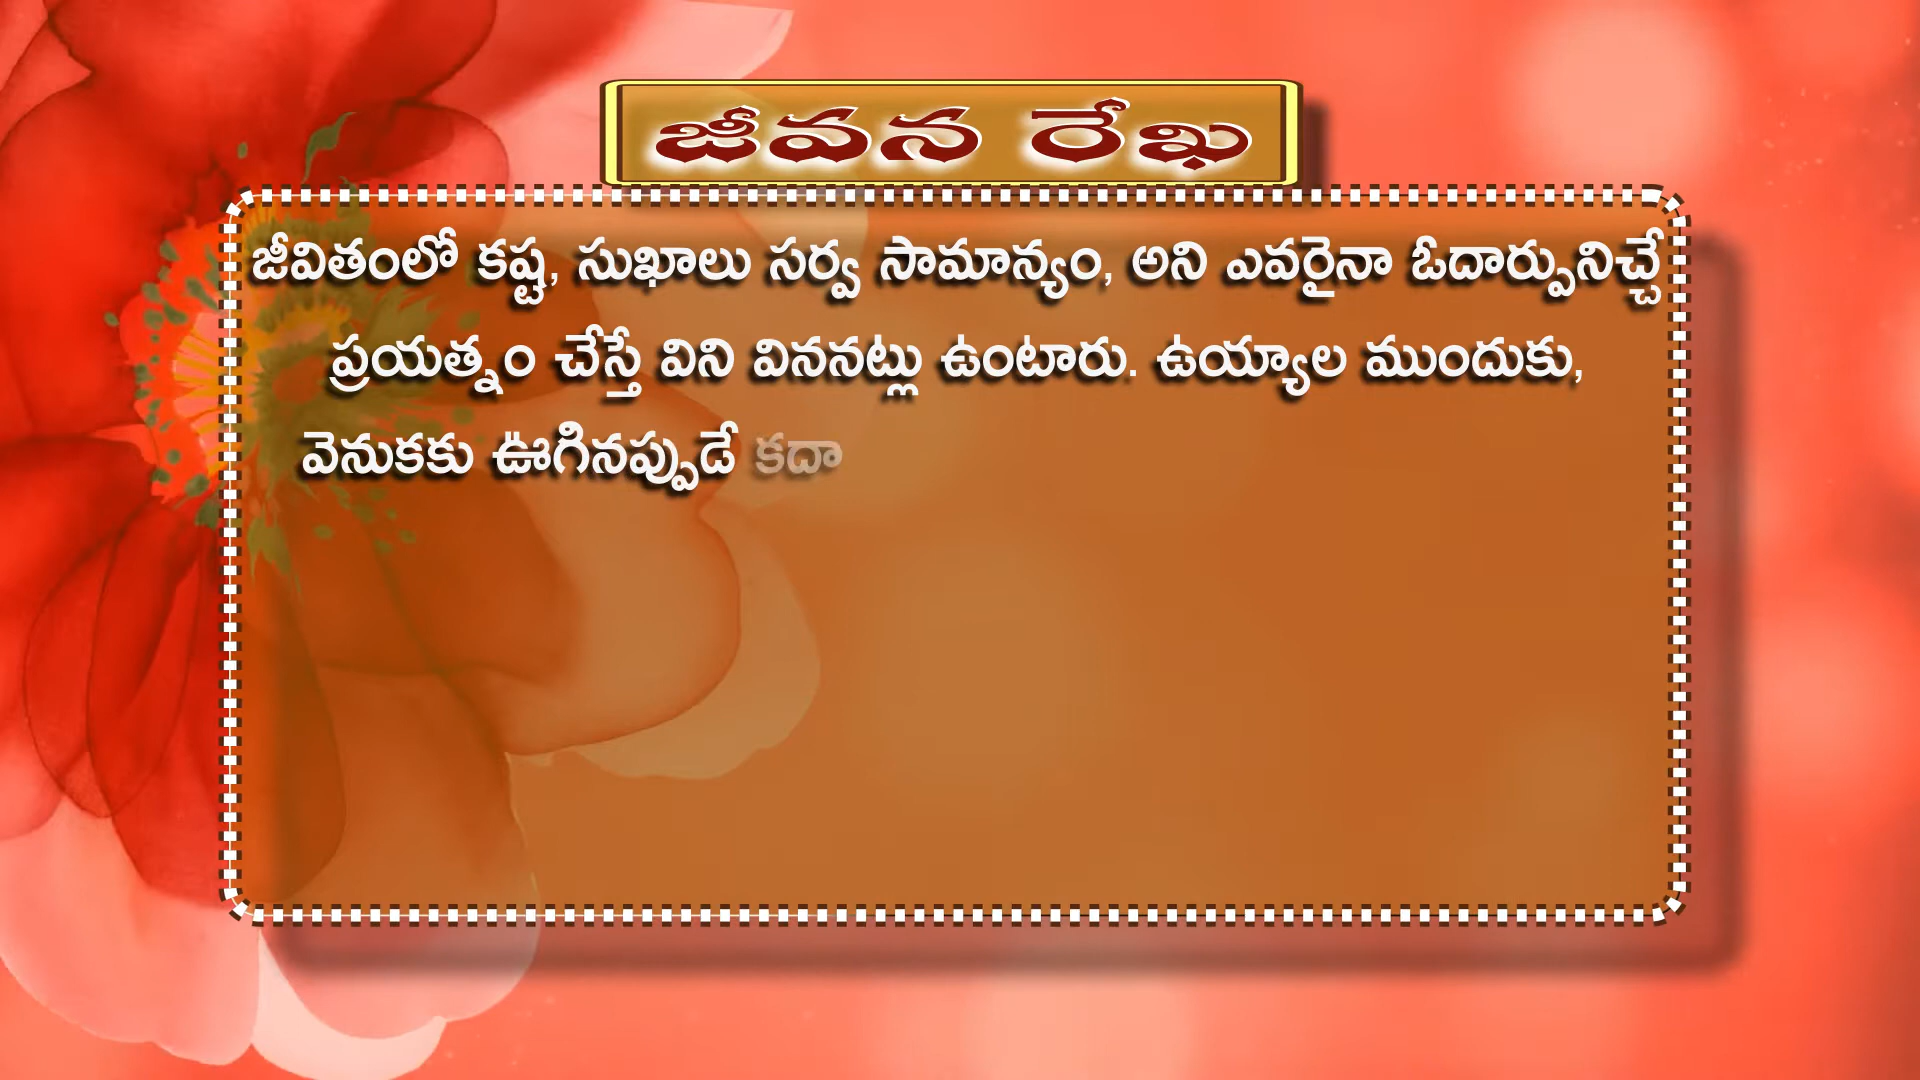 జీవన రేఖ
జీవితంలో కష్ట, సుఖాలు సర్వ సామాన్యం, అని ఎవరైనా ఓదార్పునిచ్చే
ప్రయత్నం చేస్తే విని విననట్లు ఉంటారు. ఉయ్యాల ముందుకు,
వెనుకకు ఊగినప్పుడే కదా